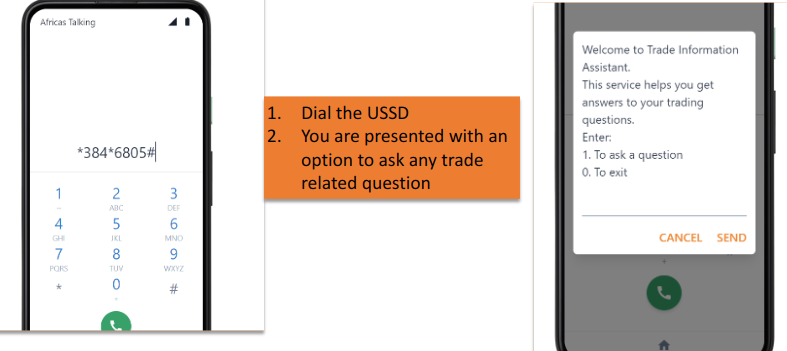 Africas Talking
*384*6805#
1 2 3
– ABC DEF
4 5 6
GHI JKL MNO
7 8 9
PQRS TUV WXYZ
* 0 #
1. Dial the USSD
2. You are presented with an
option to ask any trade
related question
Welcome to Trade Information
Assistant.
This service helps you get
answers to your trading
questions.
Enter:
1. To ask a question
0. To exit
CANCEL SEND